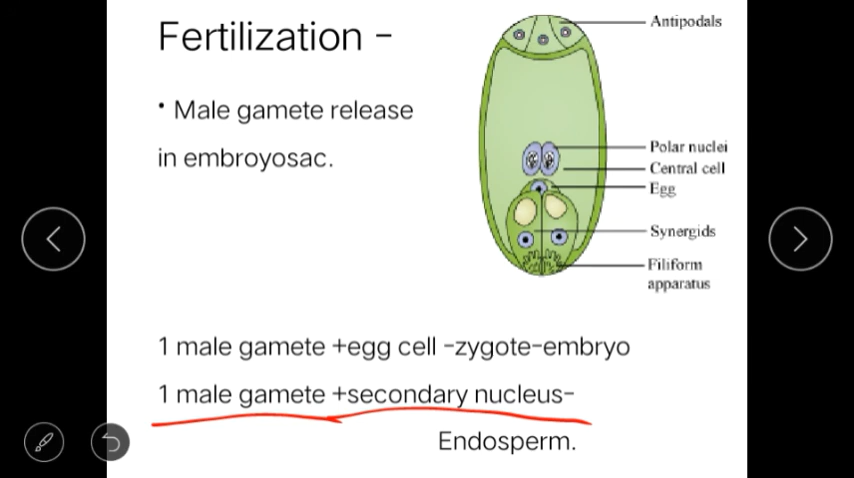 Fertilization -
• Male gamete release
in embroyosac.
Antipodals
Polar nuclei
Central cell
Egg
Synergids
Filiform
apparatus
1 male gamete +egg cell -zygote-embryo
1 male gamete +secondary nucleus-
Endosperm.